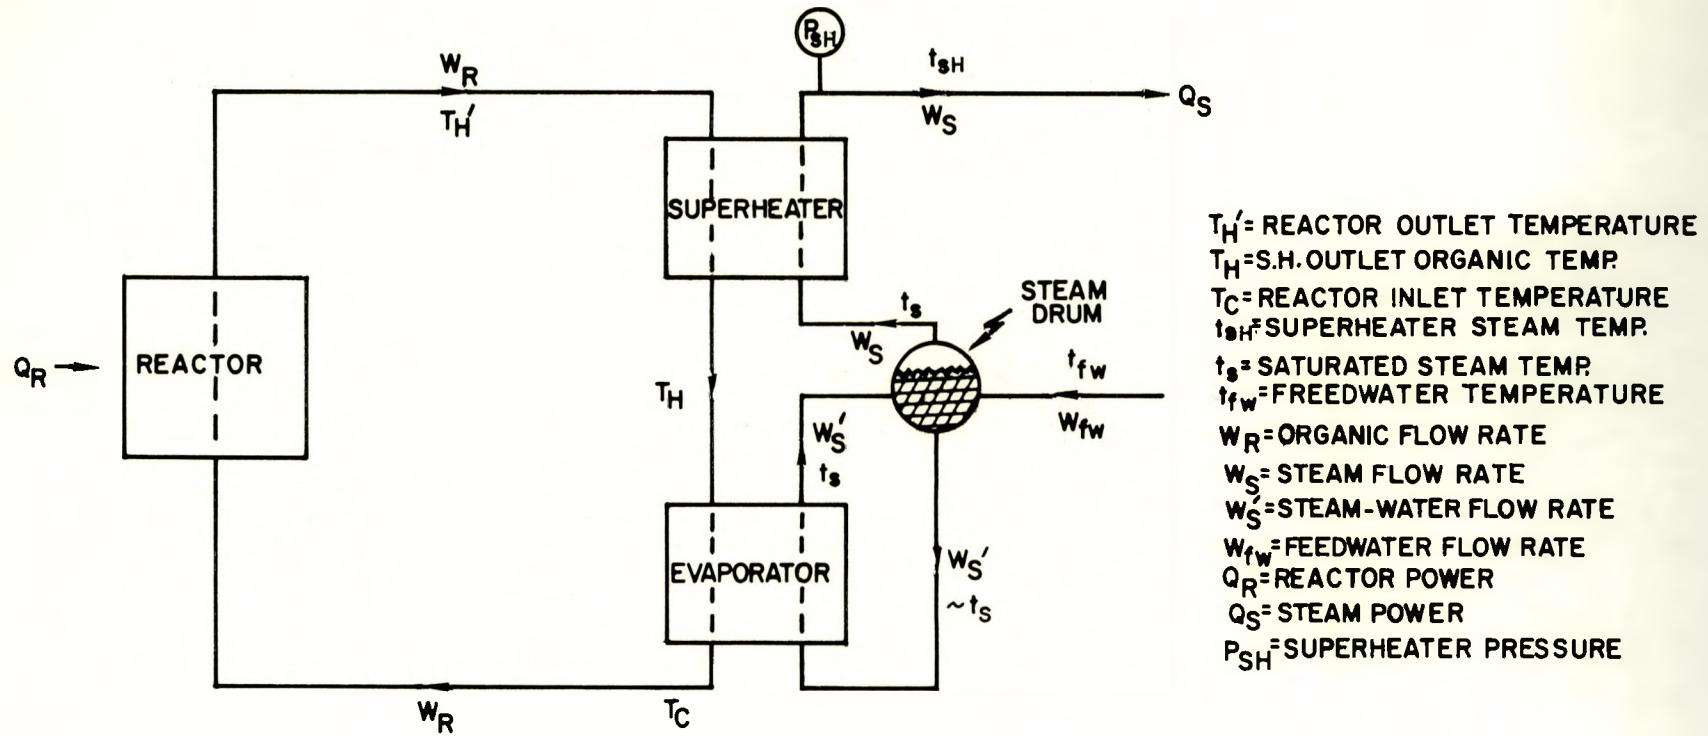 P_SH
W_R
T_H'
t_sH
W_S
Q_S
SUPERHEATER
T_H'= REACTOR OUTLET TEMPERATURE
T_H=S.H. OUTLET ORGANIC TEMP.
T_C= REACTOR INLET TEMPERATURE
t_sH= SUPERHEATER STEAM TEMP.
t_s= SATURATED STEAM TEMP.
t_fw= FREEDWATER TEMPERATURE
W_R= ORGANIC FLOW RATE
W_S= STEAM FLOW RATE
W_S'= STEAM-WATER FLOW RATE
W_fw= FEEDWATER FLOW RATE
Q_R= REACTOR POWER
Q_S= STEAM POWER
P_SH= SUPERHEATER PRESSURE
STEAM
DRUM
t_s
W_S
Q_R
REACTOR
T_H
t_fw
W_fw
W_S'
t_s
EVAPORATOR
W_S'
~t_S
W_R
T_C